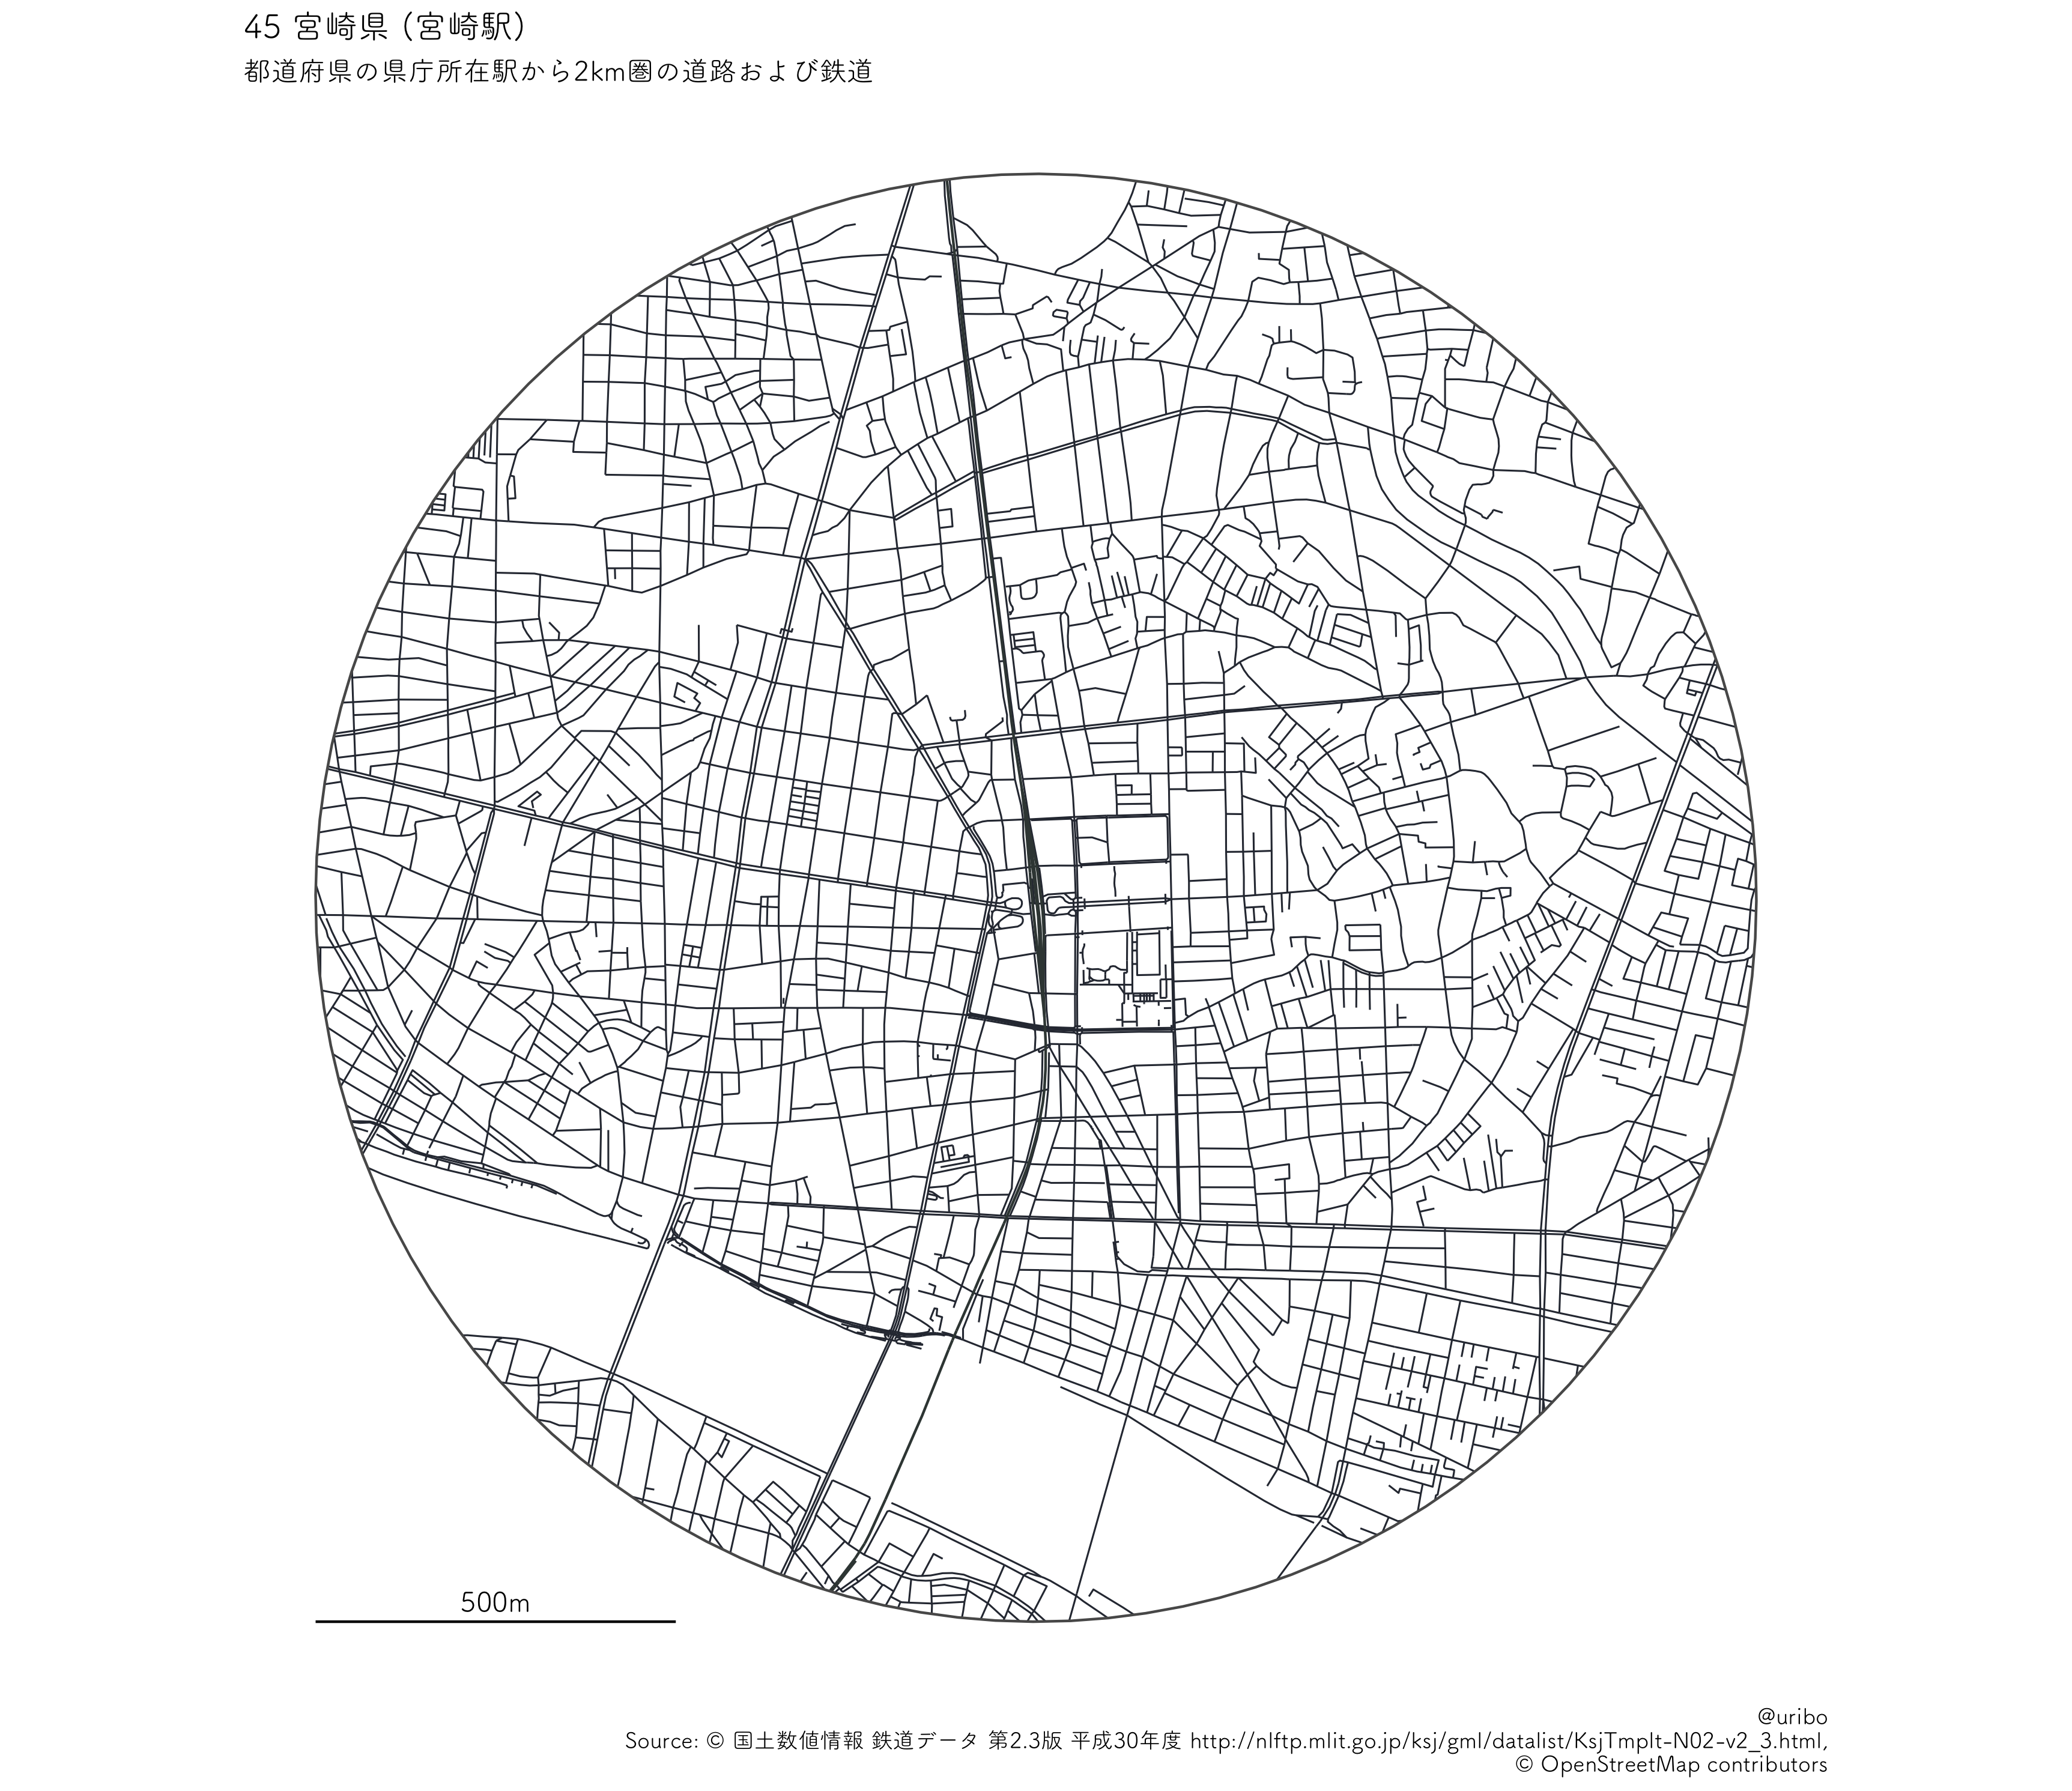 45 宮崎県 (宮崎駅)
都道府県の県庁所在駅から2km圏の道路および鉄道
500m
@uribo
Source: © 国土数値情報 鉄道データ 第2.3版 平成30年度 http://nlftp.mlit.go.jp/ksj/gml/datalist/KsjTmplt-N02-v2_3.html,
© OpenStreetMap contributors